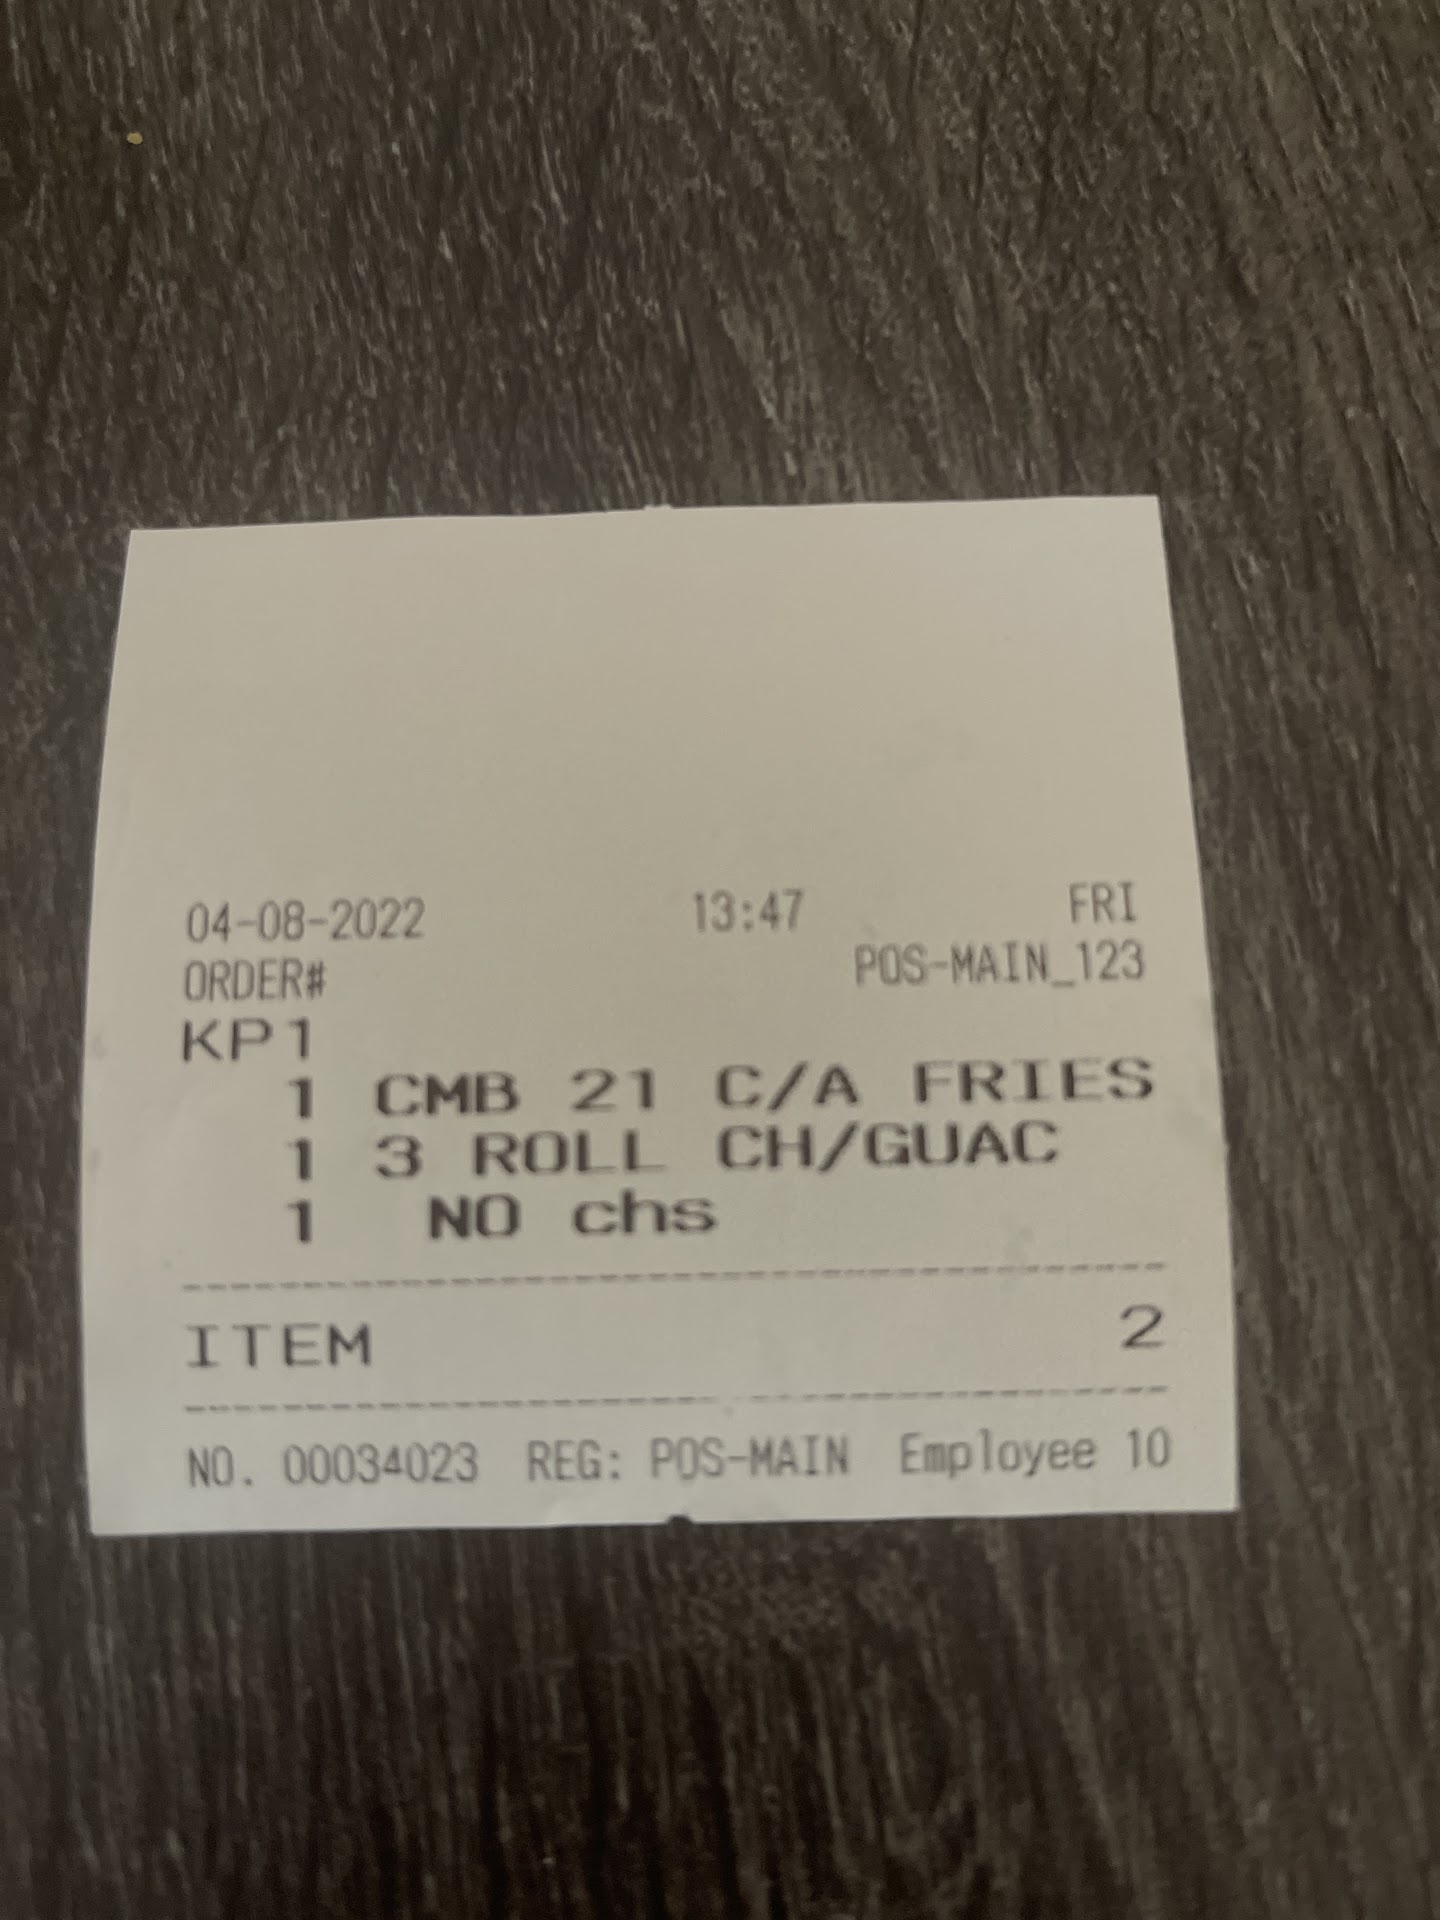 04-08-2022 13:47 FRI
ORDER# POS-MAIN_123
KP1
1 CMB 21 C/A FRIES
1 3 ROLL CH/GUAC
1 NO chs
ITEM 2
NO. 00034023 REG: POS-MAIN Employee 10